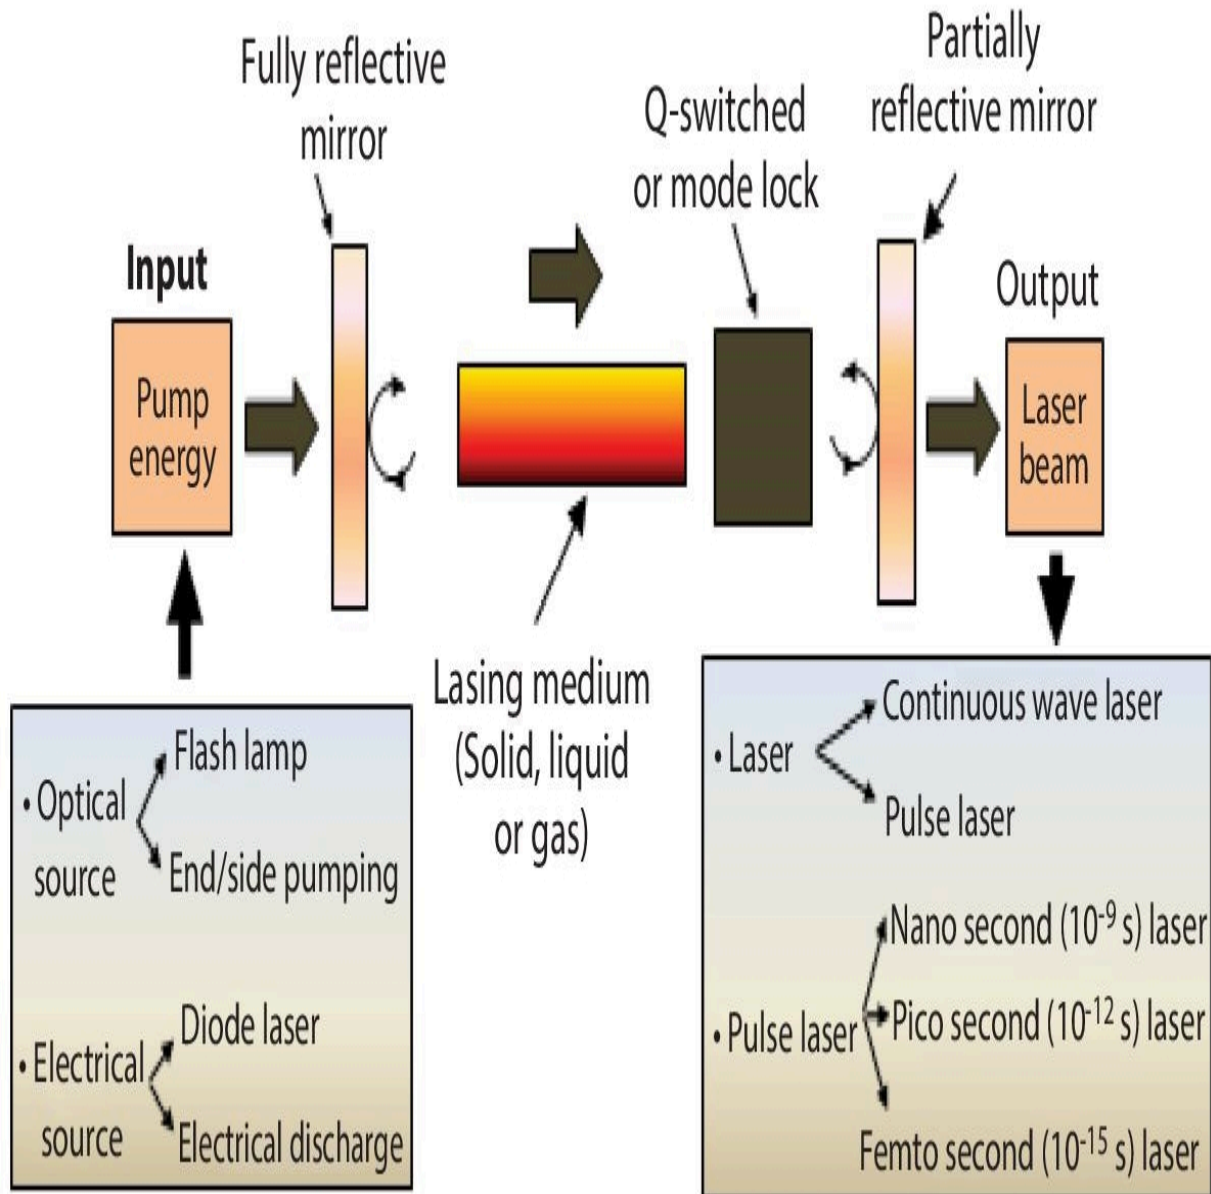 Fully reflective
mirror
Q-switched
or mode lock
Partially
reflective mirror
Input
Output
Pump
energy
Laser
beam
Lasing medium
(Solid, liquid
or gas)
• Optical
source
Flash lamp
End/side pumping
• Electrical
source
Diode laser
Electrical discharge
• Laser
Continuous wave laser
Pulse laser
• Pulse laser
Nano second (10⁻⁹ s) laser
Pico second (10⁻¹² s) laser
Femto second (10⁻¹⁵ s) laser